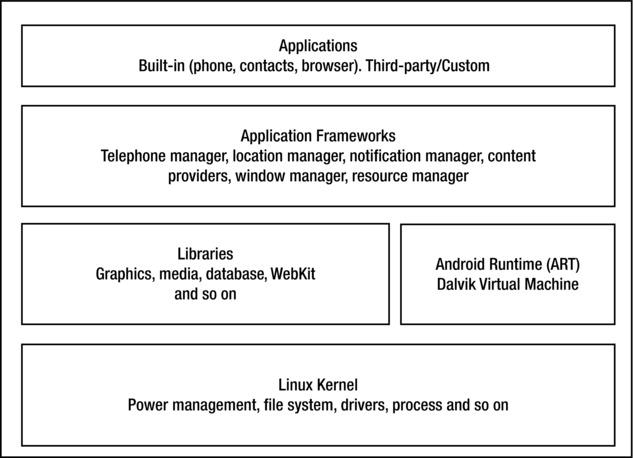 Applications
Built-in (phone, contacts, browser). Third-party/Custom
Application Frameworks
Telephone manager, location manager, notification manager, content
providers, window manager, resource manager
Libraries
Graphics, media, database, WebKit
and so on
Android Runtime (ART)
Dalvik Virtual Machine
Linux Kernel
Power management, file system, drivers, process and so on